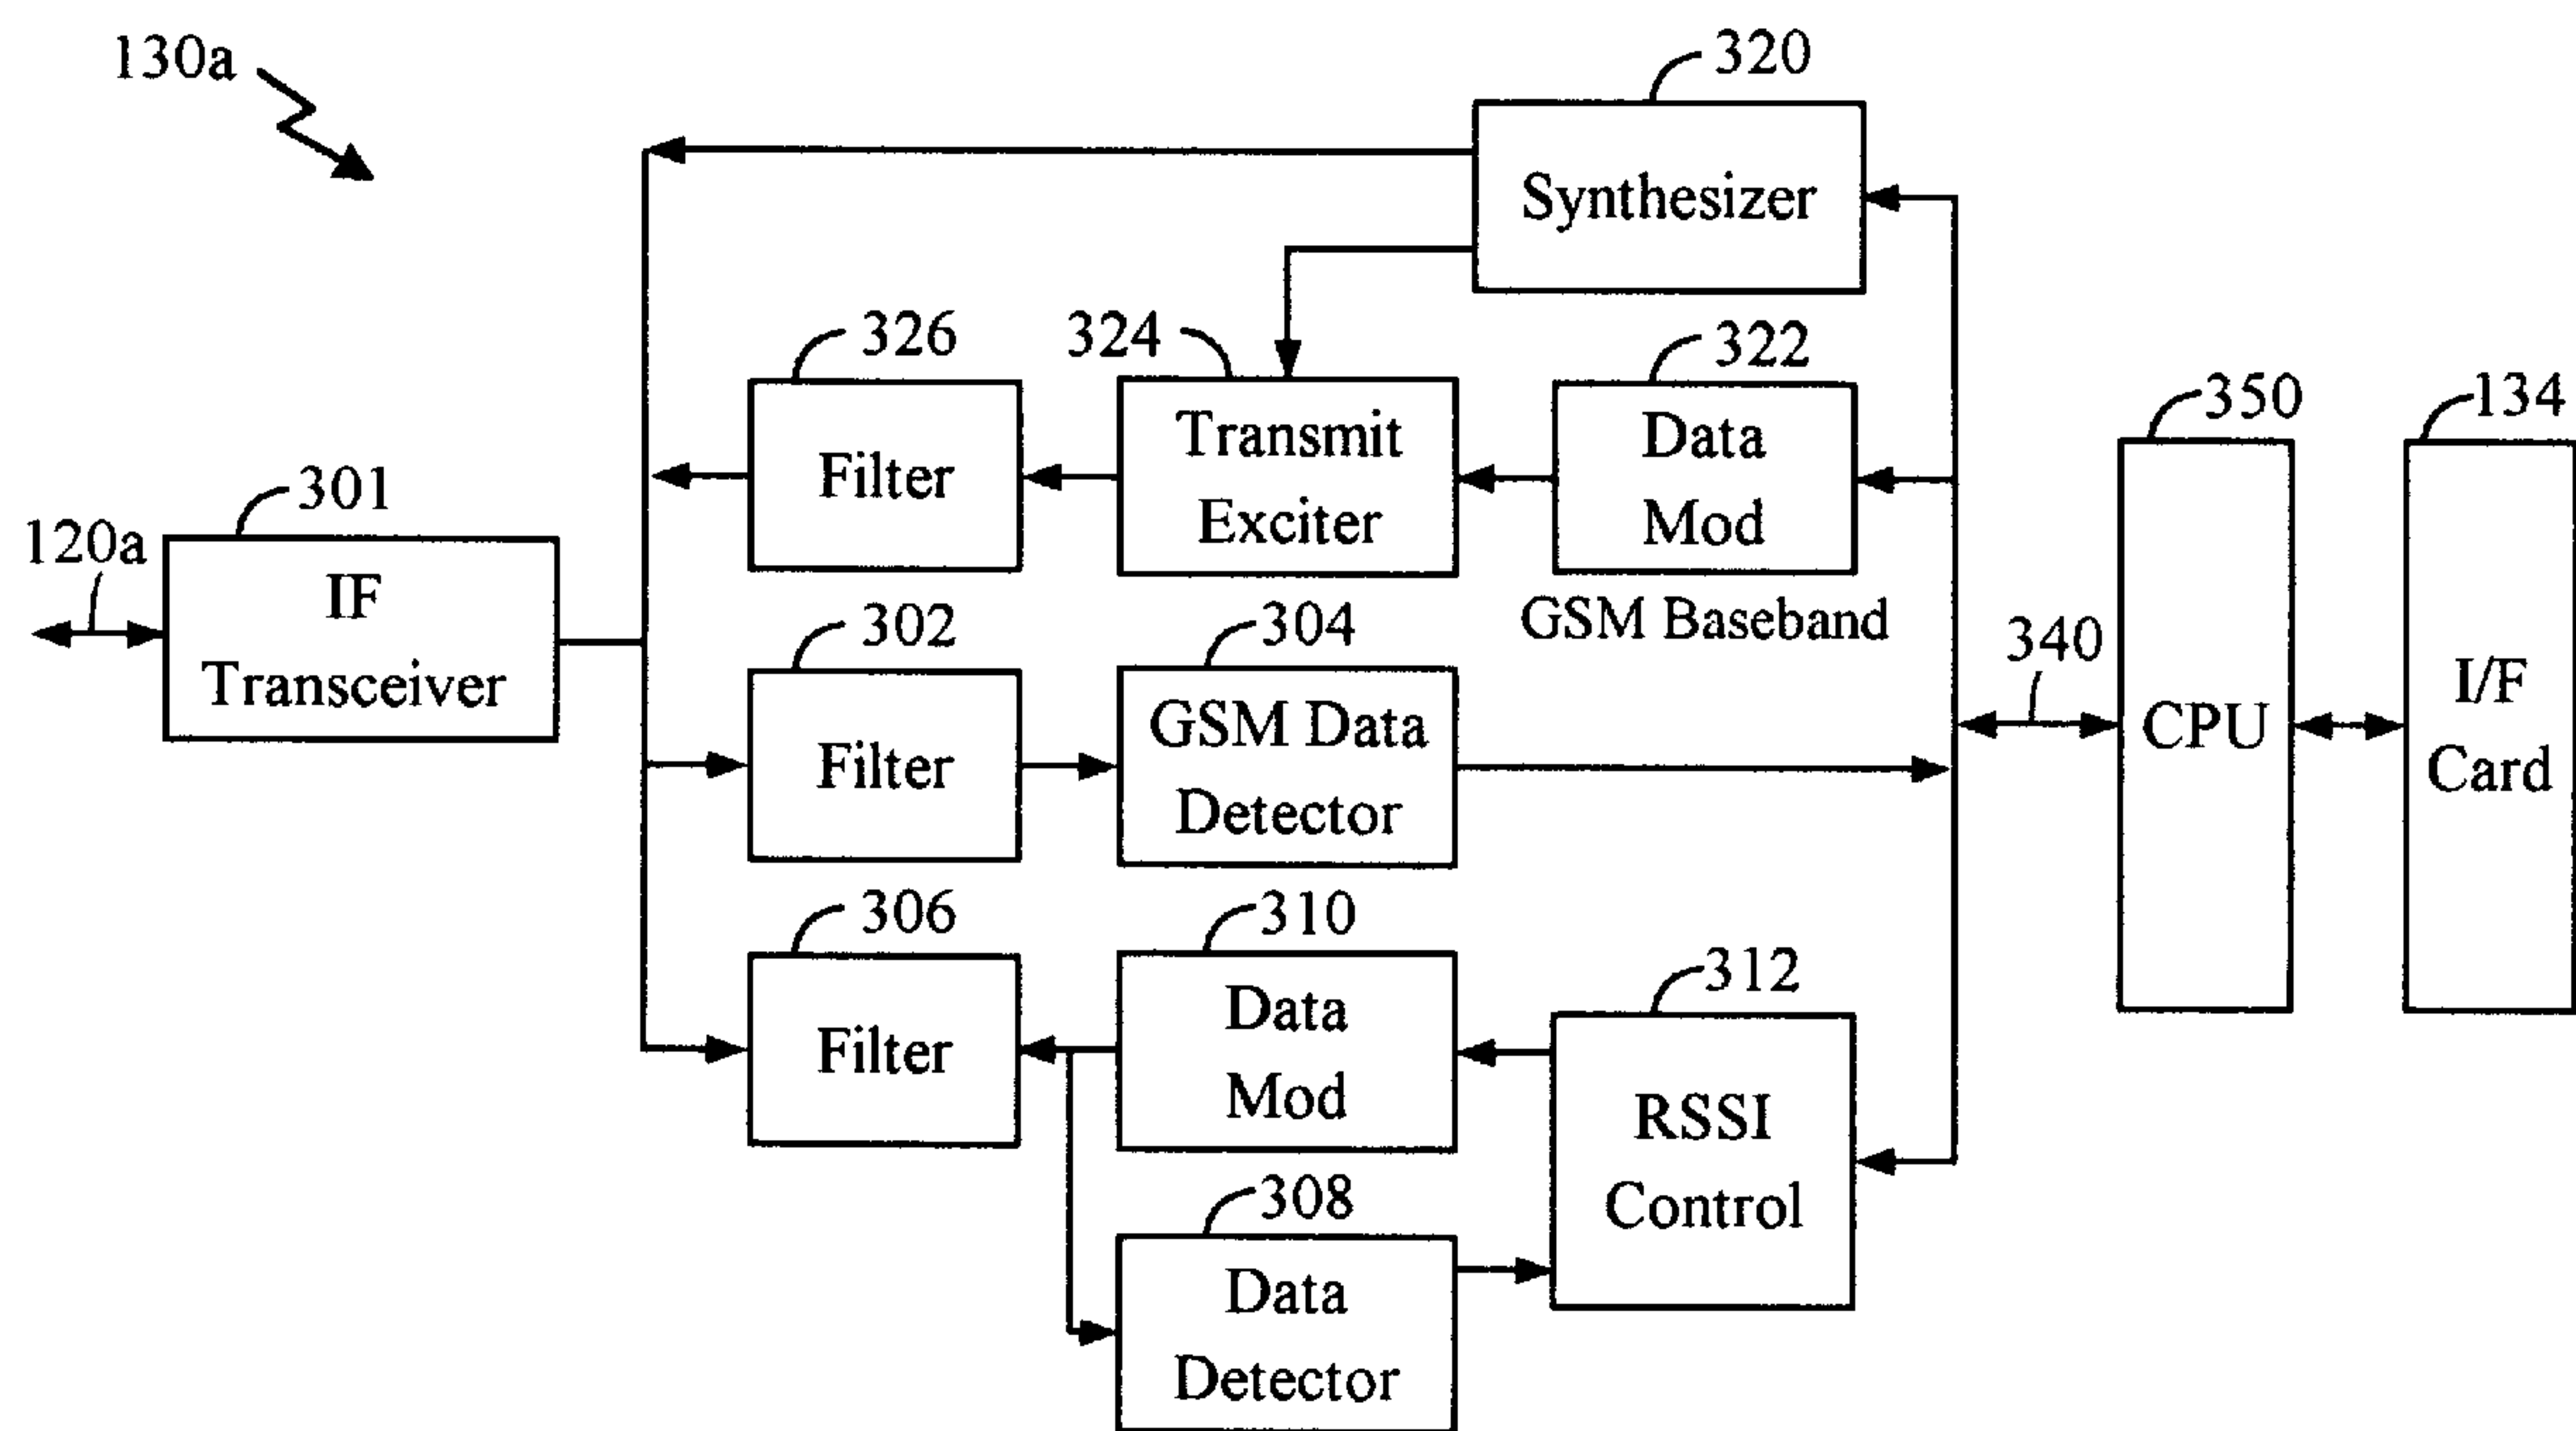 130a
320
Synthesizer
326
324
322
350
134
Filter
Transmit
Exciter
Data
Mod
GSM Baseband
301
120a
IF
Transceiver
302
304
340
Filter
GSM Data
Detector
CPU
I/F
Card
306
310
312
Filter
Data
Mod
RSSI
Control
308
Data
Detector